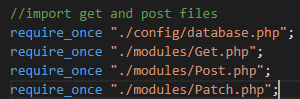 //import get and post files
require_once "./config/database.php";
require_once "./modules/Get.php";
require_once "./modules/Post.php";
require_once "./modules/Patch.php";